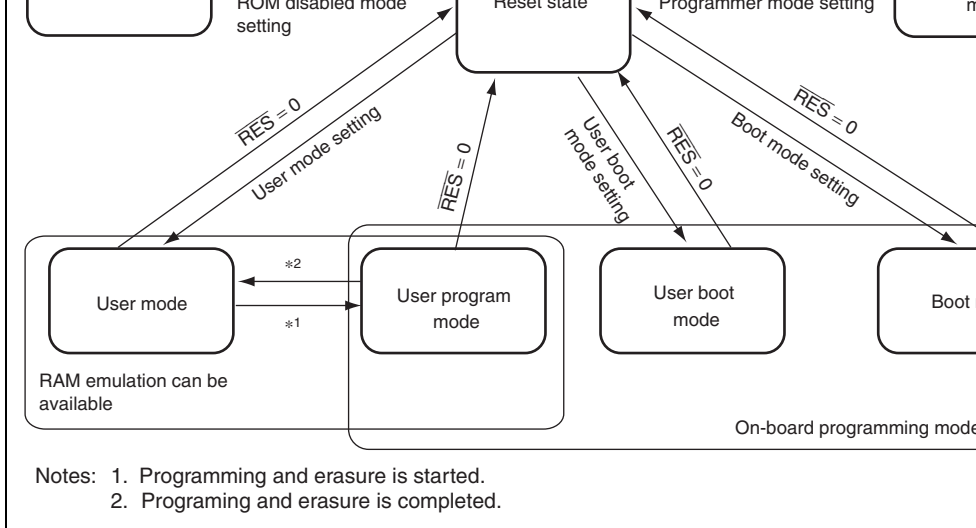 ROM disabled mode
setting
Reset state
Programmer mode setting
m
RES = 0
User mode setting
RES = 0
User boot
mode setting
RES = 0
RES = 0
Boot mode setting
*2
*1
User mode
User program
mode
User boot
mode
Boot
RAM emulation can be
available
On-board programming mode
Notes: 1. Programming and erasure is started.
2. Programing and erasure is completed.